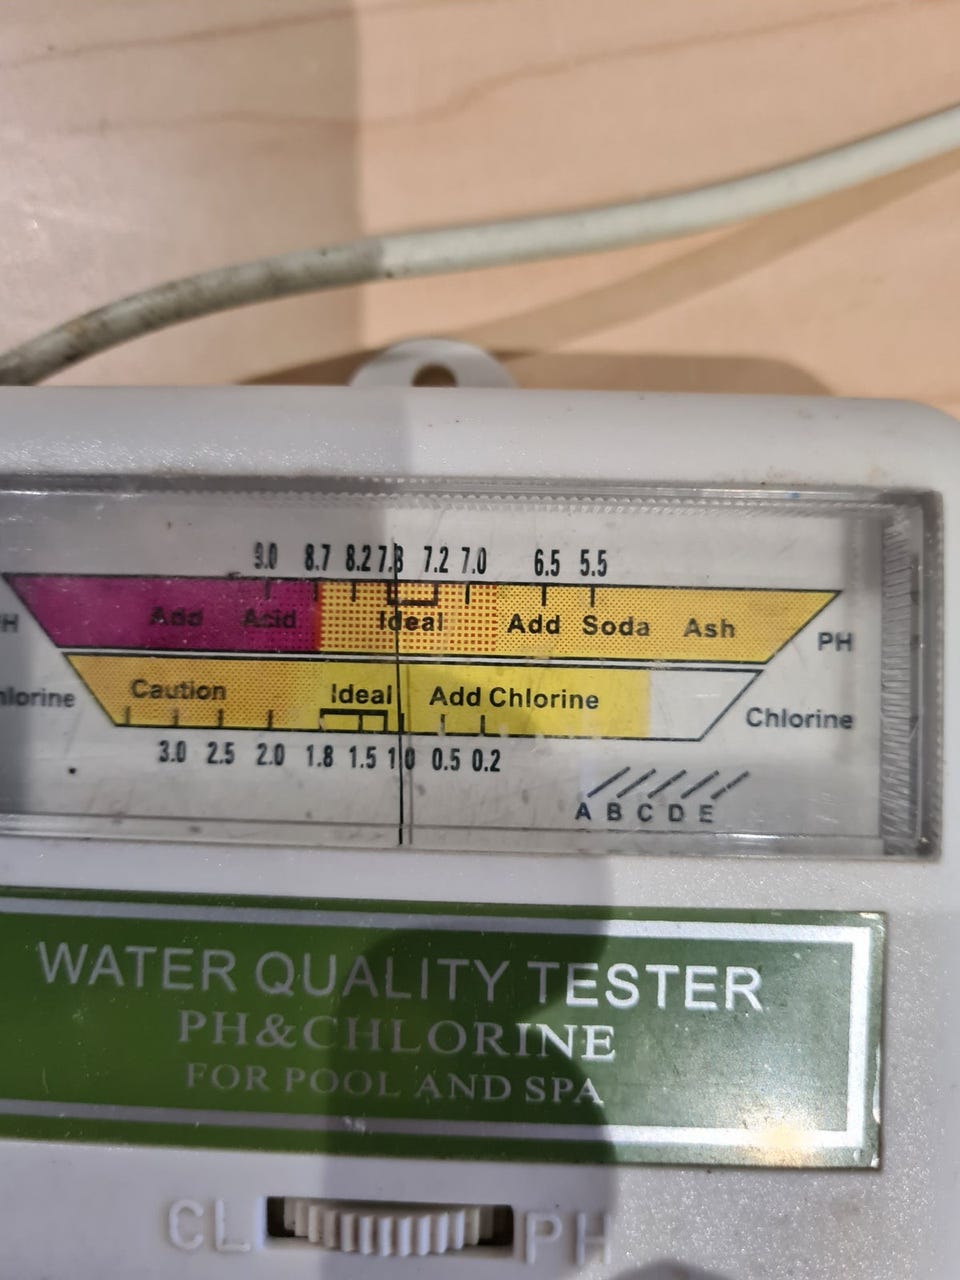 9.0 8.7 8.2 7.8 7.2 7.0 6.5 5.5
Add Acid Ideal Add Soda Ash PH
Caution Ideal Add Chlorine Chlorine
3.0 2.5 2.0 1.8 1.5 1.0 0.5 0.2
A B C D E
WATER QUALITY TESTER
PH&CHLORINE
FOR POOL AND SPA
CL PH